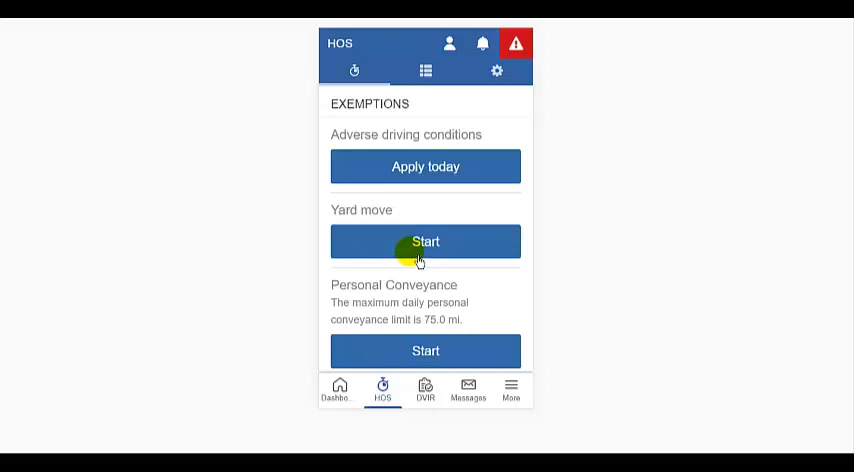 HOS
EXEMPTIONS
Adverse driving conditions
Apply today
Yard move
Start
Personal Conveyance
The maximum daily personal
conveyance limit is 75.0 mi.
Start
Dashbo... HOS DVIR Messages More